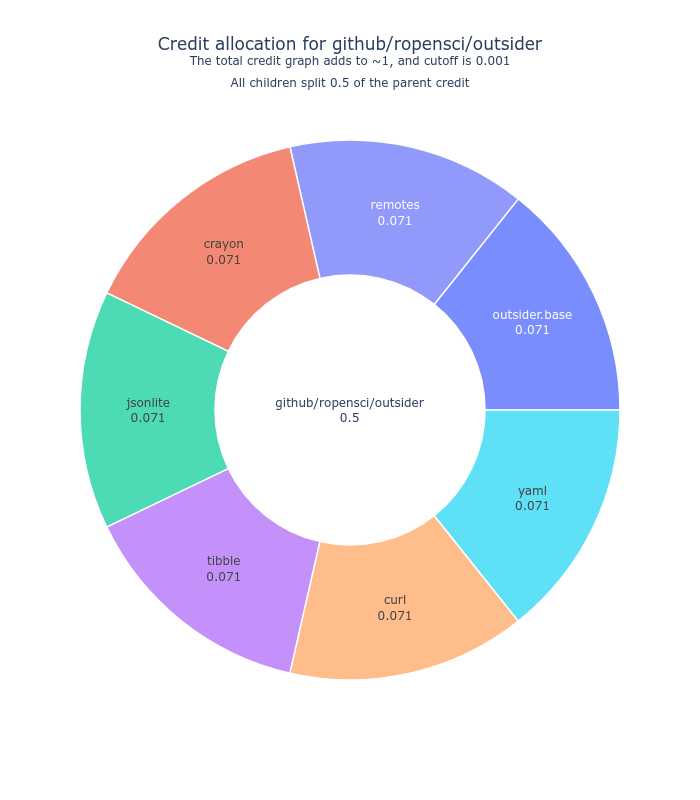 Credit allocation for github/ropensci/outsider
The total credit graph adds to ~1, and cutoff is 0.001
All children split 0.5 of the parent credit
remotes
0.071
crayon
0.071
outsider.base
0.071
jsonlite
0.071
github/ropensci/outsider
0.5
yaml
0.071
tibble
0.071
curl
0.071